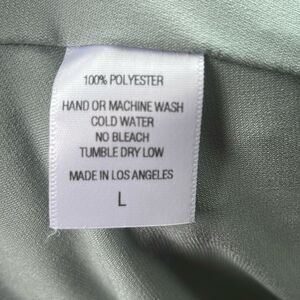 100% POLYESTER
HAND OR MACHINE WASH
COLD WATER
NO BLEACH
TUMBLE DRY LOW
MADE IN LOS ANGELES
L